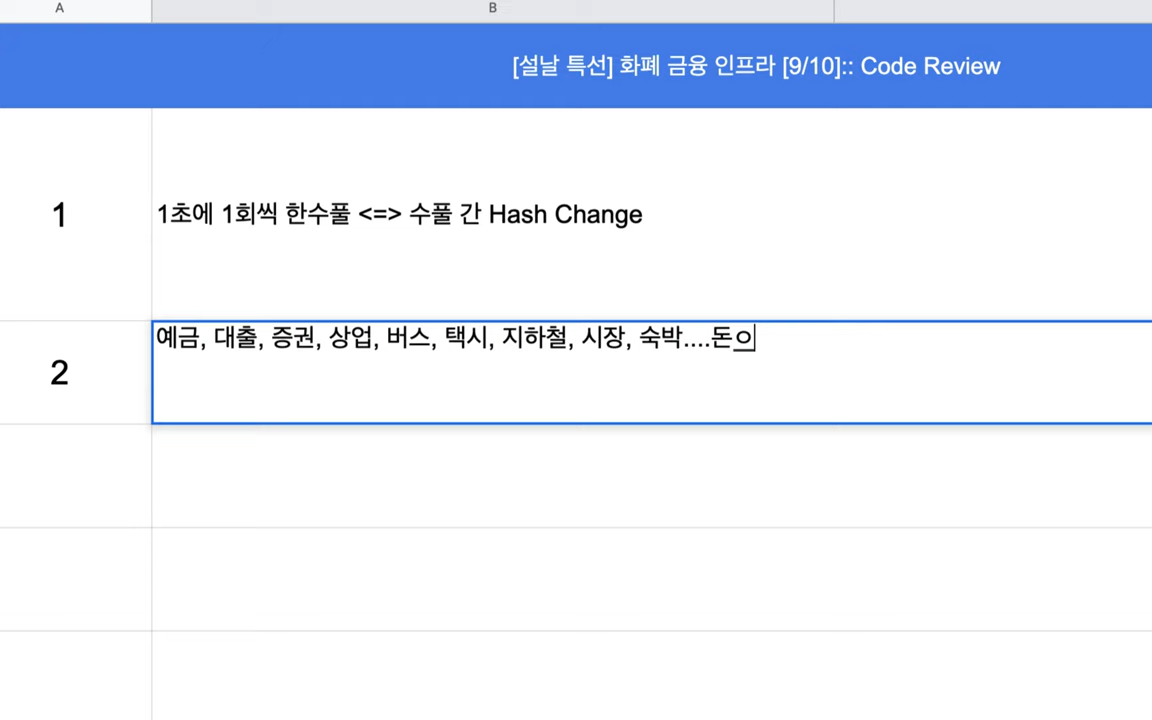 A
B
[설날 특선] 화폐 금융 인프라 [9/10]:: Code Review
1
1초에 1회씩 한수풀 <=> 수풀 간 Hash Change
2
예금, 대출, 증권, 상업, 버스, 택시, 지하철, 시장, 숙박....돈ㅇ